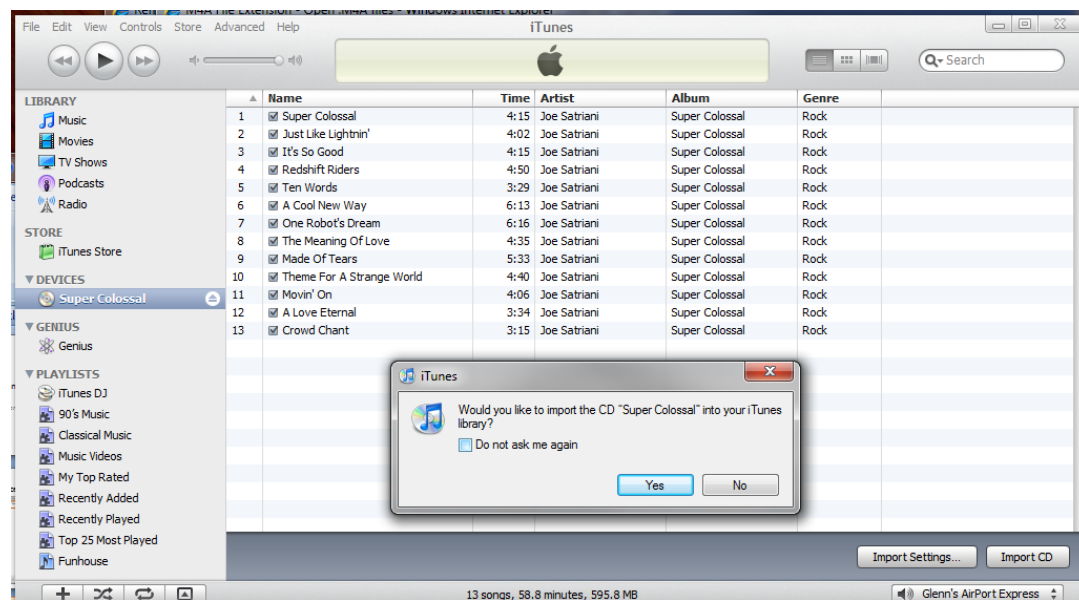 M4A File Extension - Open .M4A files - Windows Internet Explorer
File Edit View Controls Store Advanced Help
iTunes
Search
LIBRARY
Music
Movies
TV Shows
Podcasts
Radio
STORE
iTunes Store
DEVICES
Super Colossal
GENIUS
Genius
PLAYLISTS
iTunes DJ
90's Music
Classical Music
Music Videos
My Top Rated
Recently Added
Recently Played
Top 25 Most Played
Funhouse
Name Time Artist Album Genre
1 Super Colossal 4:15 Joe Satriani Super Colossal Rock
2 Just Like Lightnin' 4:02 Joe Satriani Super Colossal Rock
3 It's So Good 4:15 Joe Satriani Super Colossal Rock
4 Redshift Riders 4:50 Joe Satriani Super Colossal Rock
5 Ten Words 3:29 Joe Satriani Super Colossal Rock
6 A Cool New Way 6:13 Joe Satriani Super Colossal Rock
7 One Robot's Dream 6:16 Joe Satriani Super Colossal Rock
8 The Meaning Of Love 4:35 Joe Satriani Super Colossal Rock
9 Made Of Tears 5:33 Joe Satriani Super Colossal Rock
10 Theme For A Strange World 4:40 Joe Satriani Super Colossal Rock
11 Movin' On 4:06 Joe Satriani Super Colossal Rock
12 A Love Eternal 3:34 Joe Satriani Super Colossal Rock
13 Crowd Chant 3:15 Joe Satriani Super Colossal Rock
iTunes
Would you like to import the CD "Super Colossal" into your iTunes
library?
Do not ask me again
Yes No
Import Settings... Import CD
13 songs, 58.8 minutes, 595.8 MB
Glenn's AirPort Express